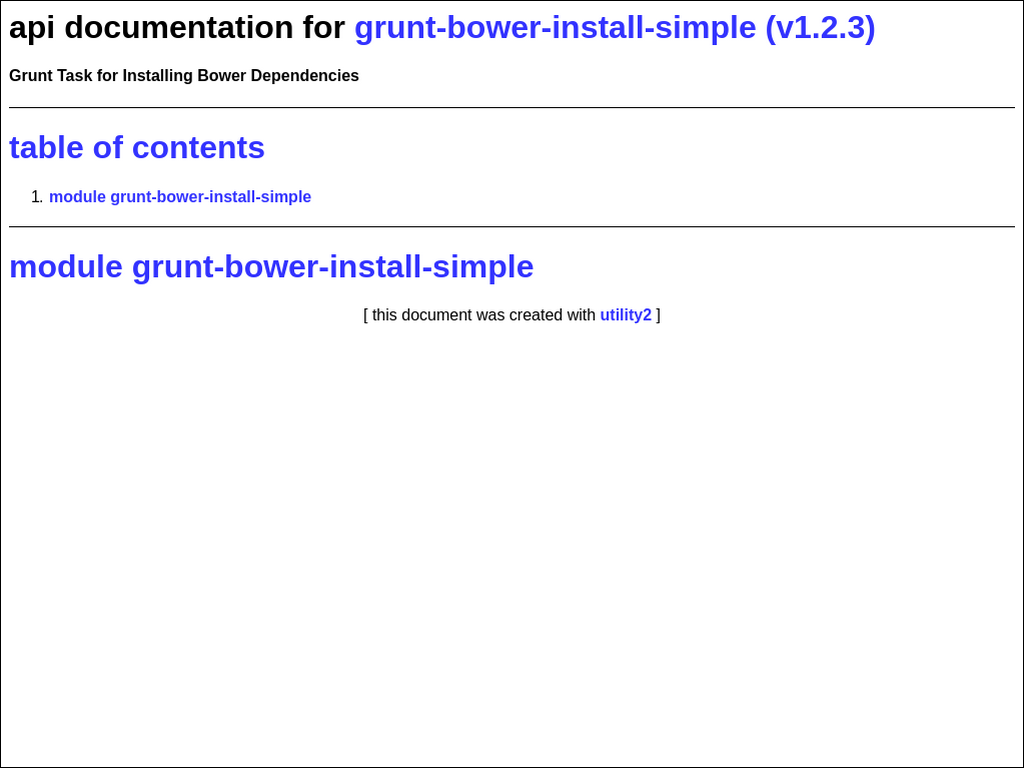 api documentation for grunt-bower-install-simple (v1.2.3)
Grunt Task for Installing Bower Dependencies
table of contents
1. module grunt-bower-install-simple
module grunt-bower-install-simple
[ this document was created with utility2 ]